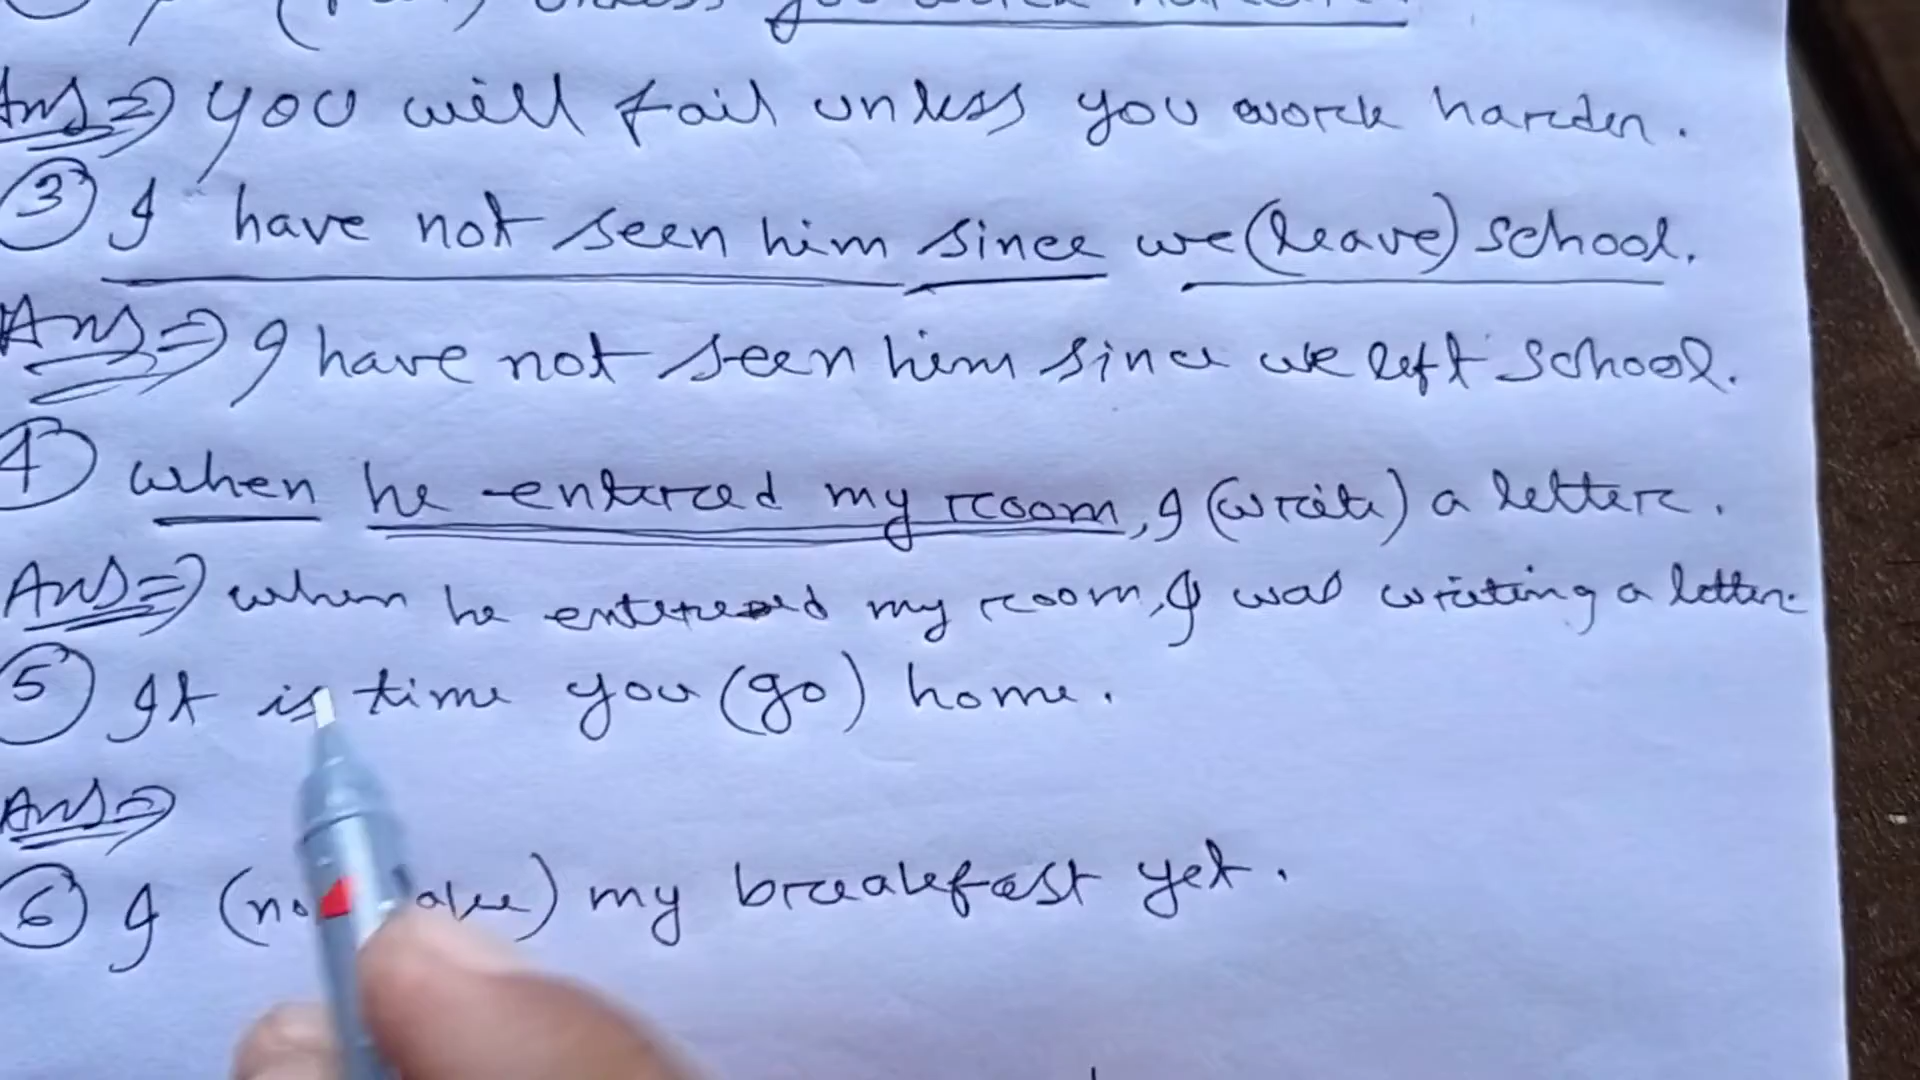 (
Ans⇒ you will fail unless you work harder.
③ I have not seen him since we (leave) school.
Ans⇒ I have not seen him since we left school.
④ when he entered my room, I (write) a letter.
Ans⇒ when he entered my room, I was writing a letter.
⑤ It is time you (go) home.
Ans⇒
⑥ I ( ) my breakfast yet.